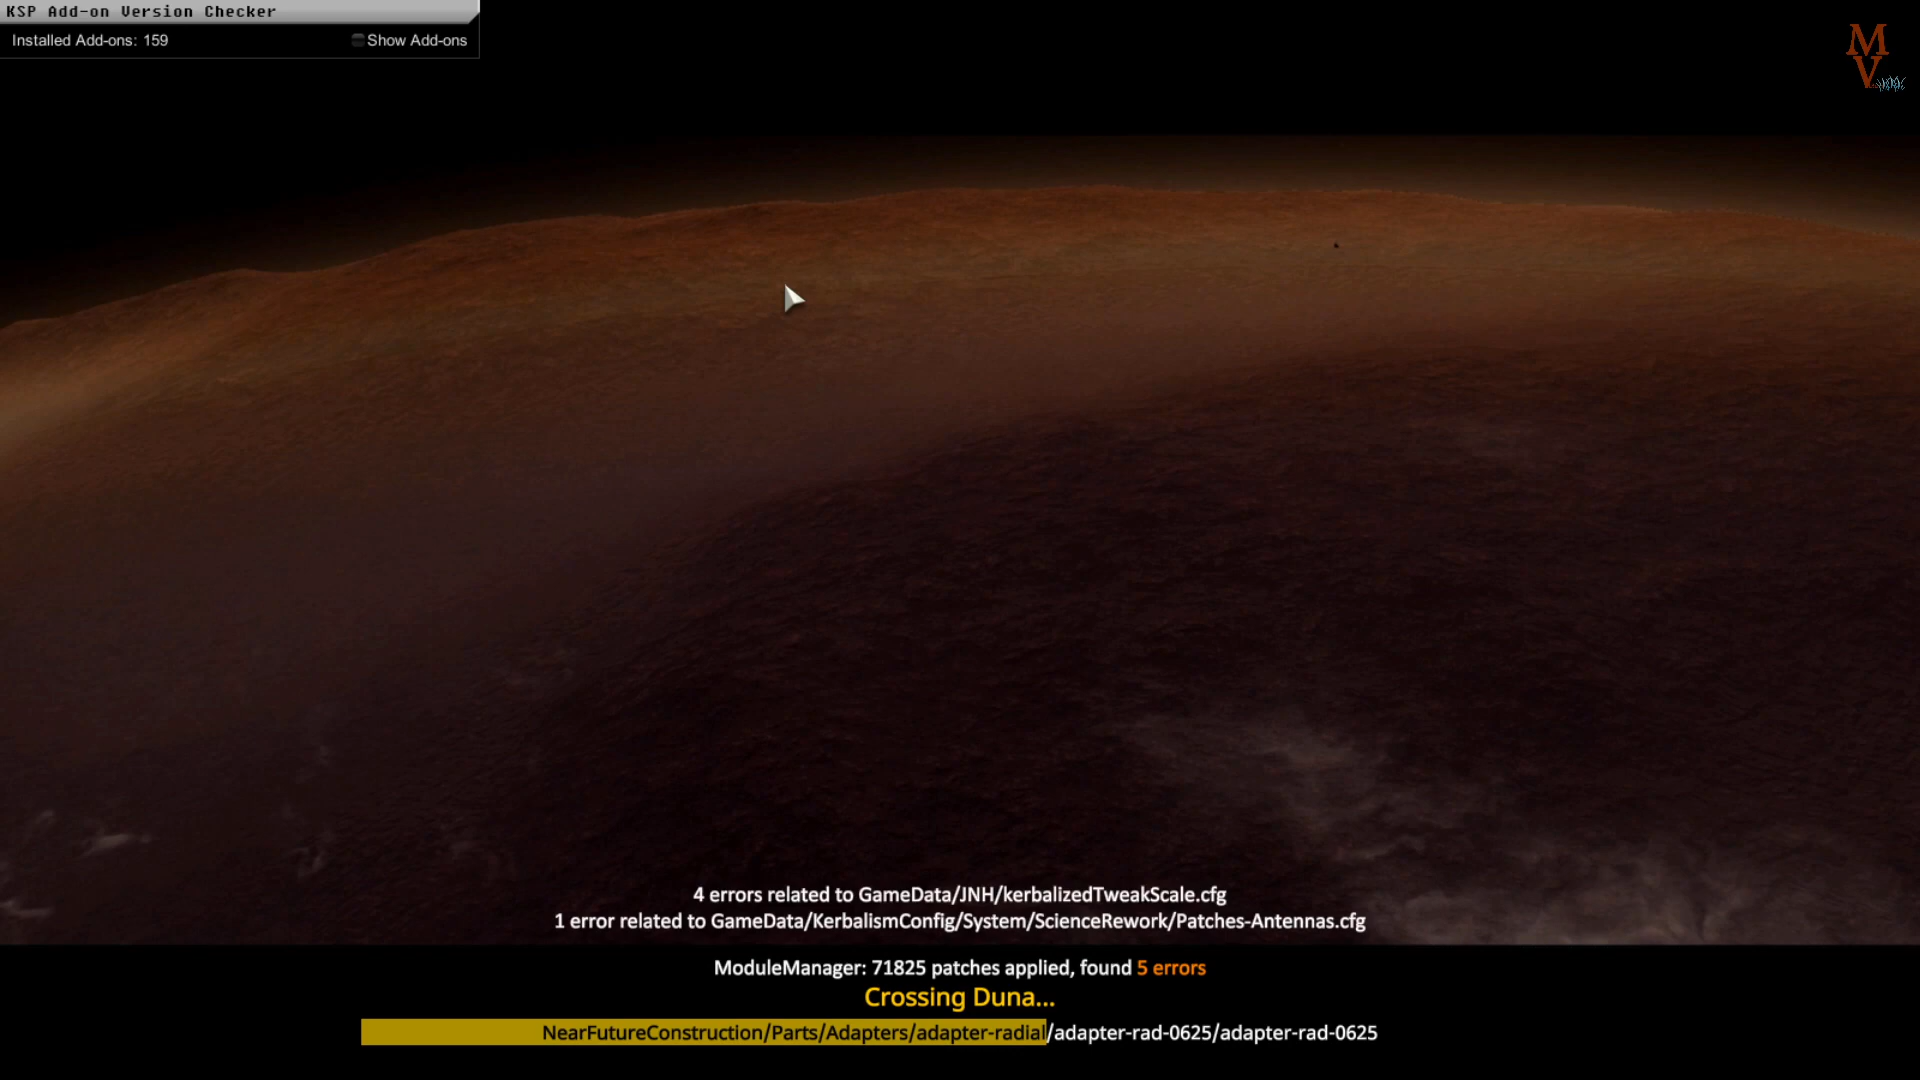 KSP Add-on Version Checker
Installed Add-ons: 159
Show Add-ons
M
V
4 errors related to GameData/JNH/kerbalizedTweakScale.cfg
1 error related to GameData/KerbalismConfig/System/ScienceRework/Patches-Antennas.cfg
ModuleManager: 71825 patches applied, found 5 errors
Crossing Duna...
NearFutureConstruction/Parts/Adapters/adapter-radial/adapter-rad-0625/adapter-rad-0625